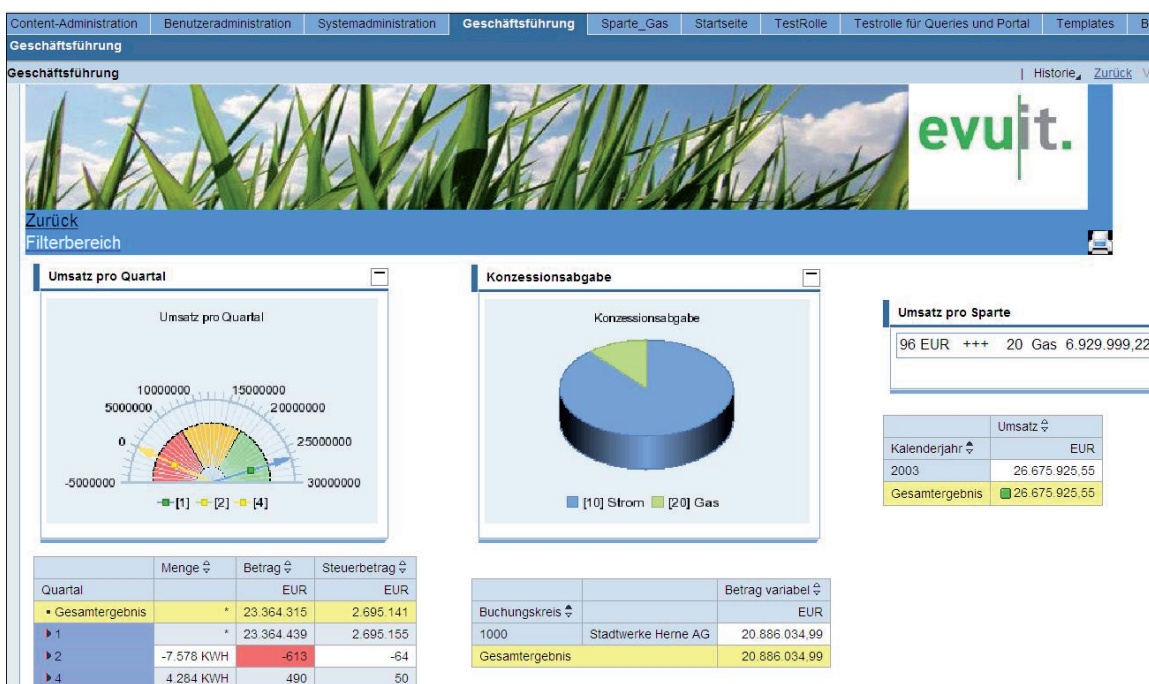 Content-Administration Benutzeradministration Systemadministration Geschäftsführung Sparte_Gas Startseite TestRolle Testrolle für Queries und Portal Templates B
Geschäftsführung
Geschäftsführung | Historie Zurück V
evuit.
Zurück
Filterbereich
Umsatz pro Quartal
Umsatz pro Quartal
10000000 15000000
5000000 20000000
0 25000000
-5000000 30000000
[1] [2] [4]
Menge Betrag Steuerbetrag
Quartal EUR EUR
Gesamtergebnis * 23.364.315 2.695.141
1 * 23.364.439 2.695.155
2 -7.578 KWH -613 -64
4 4.284 KWH 490 50
Konzessionsabgabe
Konzessionsabgabe
[10] Strom [20] Gas
Betrag variabel
Buchungskreis EUR
1000 Stadtwerke Herne AG 20.886.034,99
Gesamtergebnis 20.886.034,99
Umsatz pro Sparte
96 EUR +++ 20 Gas 6.929.999,22
Umsatz
Kalenderjahr EUR
2003 26.675.925,55
Gesamtergebnis 26.675.925,55